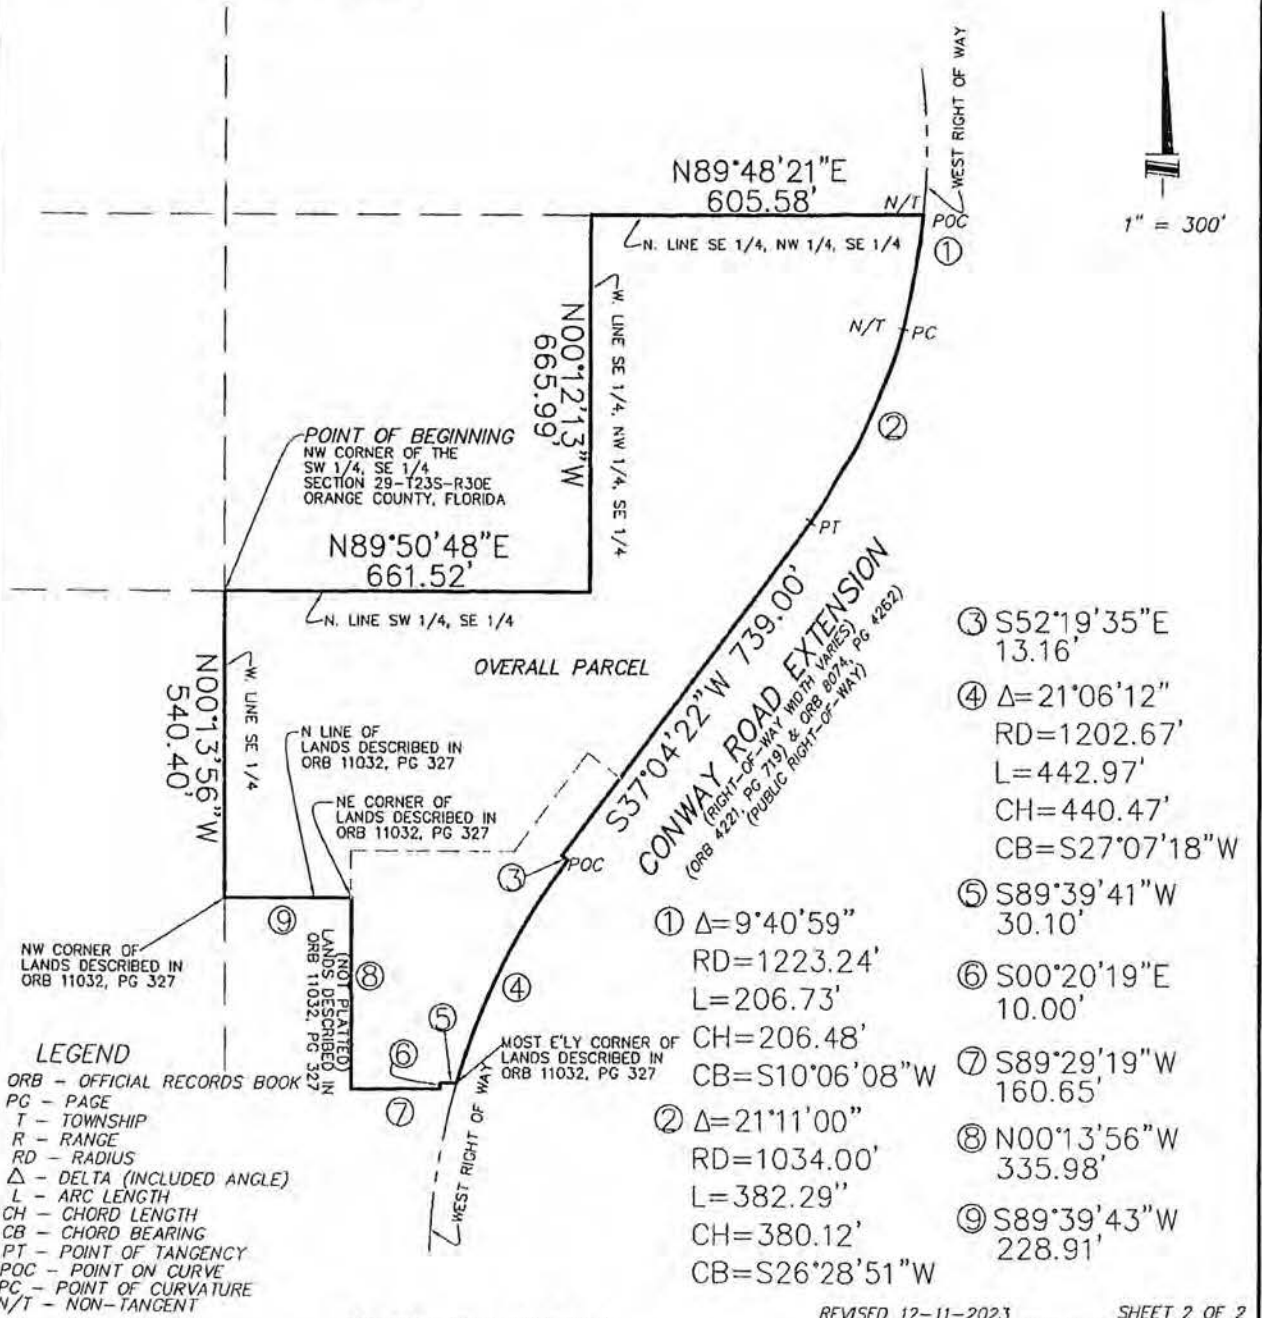 WEST RIGHT OF WAY
N89°48'21"E
605.58'
N/T
POC
1" = 300'
N. LINE SE 1/4, NW 1/4, SE 1/4
①
W. LINE SE 1/4, NW 1/4, SE 1/4
N00°12'13"W
665.99'
N/T
PC
②
POINT OF BEGINNING
NW CORNER OF THE
SW 1/4, SE 1/4
SECTION 29-T23S-R30E
ORANGE COUNTY, FLORIDA
PT
N89°50'48"E
661.52'
N. LINE SW 1/4, SE 1/4
OVERALL PARCEL
S37°04'22"W 739.00'
CONWAY ROAD EXTENSION
(RIGHT-OF-WAY WIDTH VARIES)
(ORB 4221, PG 719) & ORB 8074, PG 4262)
(PUBLIC RIGHT-OF-WAY)
N00°13'56"W
540.40'
W. LINE SE 1/4
N LINE OF
LANDS DESCRIBED IN
ORB 11032, PG 327
NE CORNER OF
LANDS DESCRIBED IN
ORB 11032, PG 327
③
POC
⑨
NW CORNER OF
LANDS DESCRIBED IN
ORB 11032, PG 327
(NOT PLATTED)
LANDS DESCRIBED IN
ORB 11032, PG 327
⑧
④
⑤
⑥
⑦
MOST E'LY CORNER OF
LANDS DESCRIBED IN
ORB 11032, PG 327
WEST RIGHT OF WAY
LEGEND
ORB - OFFICIAL RECORDS BOOK
PG - PAGE
T - TOWNSHIP
R - RANGE
RD - RADIUS
Δ - DELTA (INCLUDED ANGLE)
L - ARC LENGTH
CH - CHORD LENGTH
CB - CHORD BEARING
PT - POINT OF TANGENCY
POC - POINT ON CURVE
PC - POINT OF CURVATURE
N/T - NON-TANGENT
① Δ=9°40'59"
RD=1223.24'
L=206.73'
CH=206.48'
CB=S10°06'08"W
② Δ=21°11'00"
RD=1034.00'
L=382.29"
CH=380.12'
CB=S26°28'51"W
③ S52°19'35"E
13.16'
④ Δ=21°06'12"
RD=1202.67'
L=442.97'
CH=440.47'
CB=S27°07'18"W
⑤ S89°39'41"W
30.10'
⑥ S00°20'19"E
10.00'
⑦ S89°29'19"W
160.65'
⑧ N00°13'56"W
335.98'
⑨ S89°39'43"W
228.91'
REVISED 12-11-2023
SHEET 2 OF 2